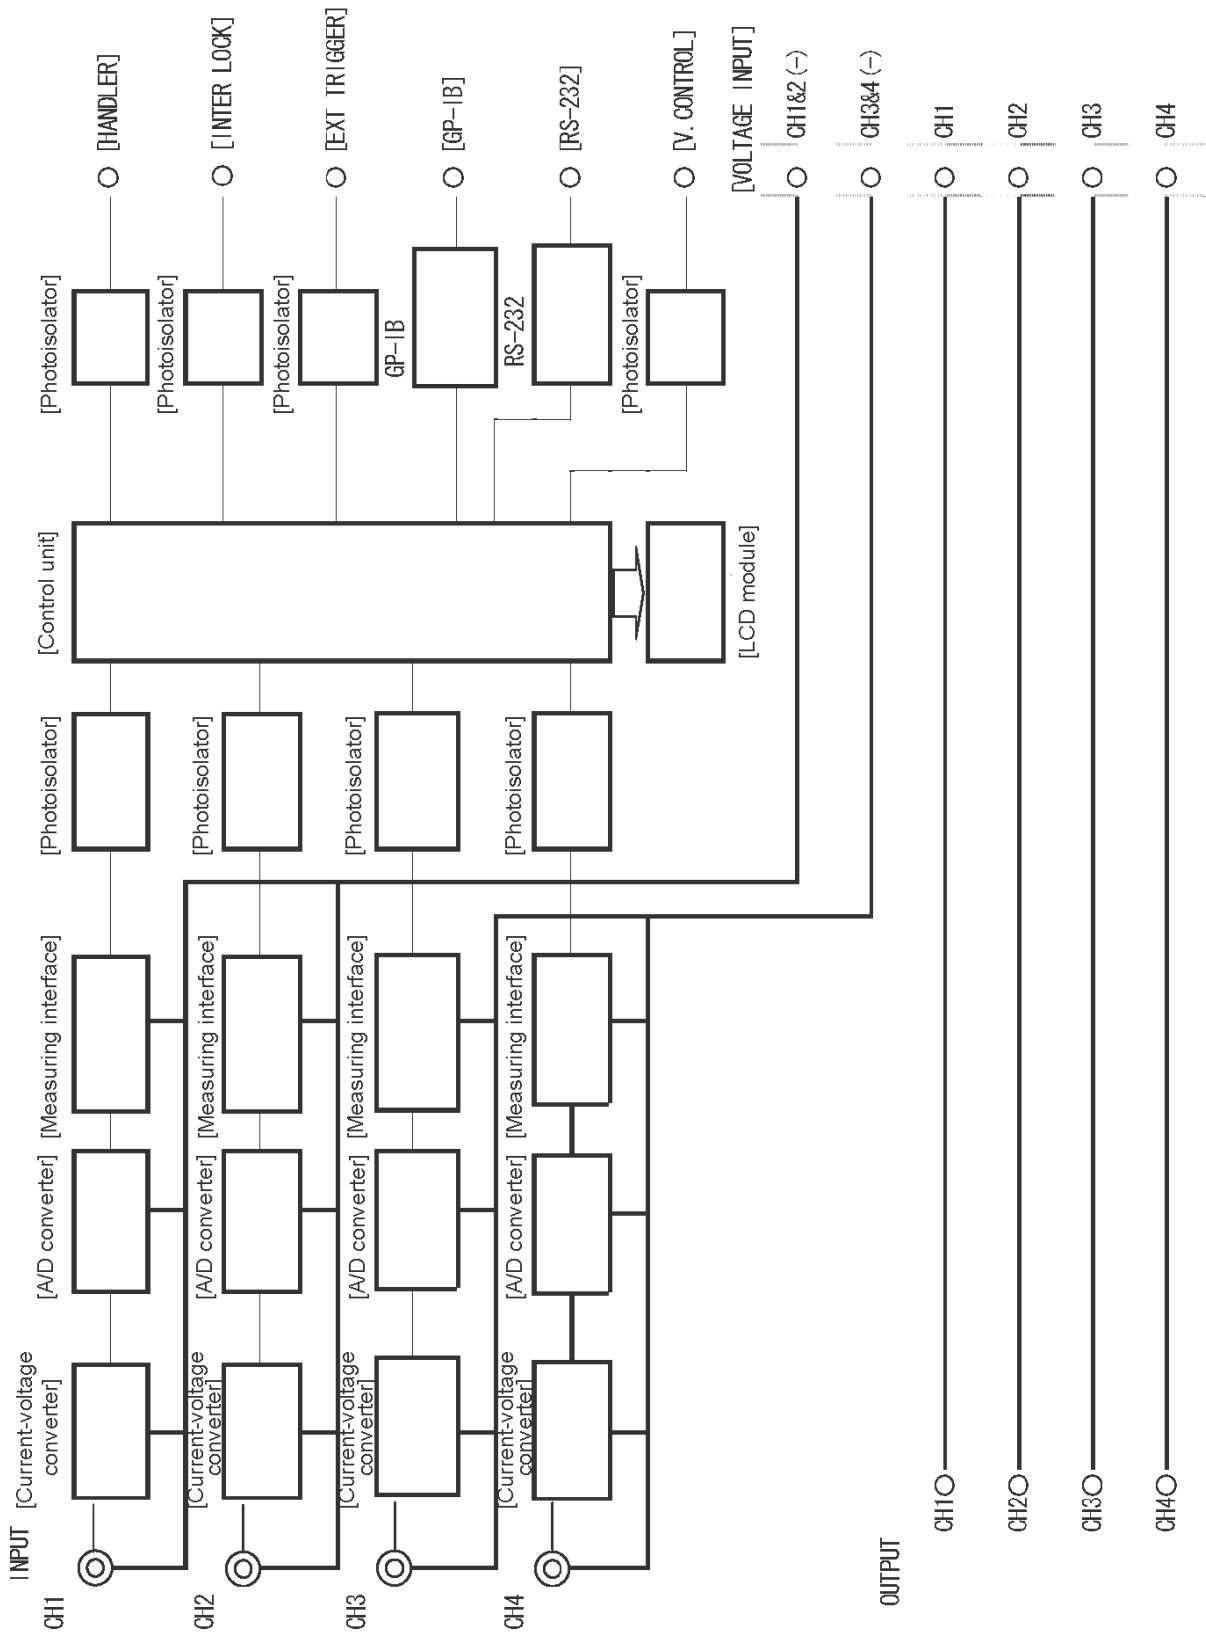 INPUT
CH1
[Current-voltage
converter]
[A/D converter]
[Measuring interface]
[Photoisolator]
[Control unit]
[Photoisolator]
[HANDLER]
CH2
[Current-voltage
converter]
[A/D converter]
[Measuring interface]
[Photoisolator]
[Photoisolator]
[INTER LOCK]
CH3
[Current-voltage
converter]
[A/D converter]
[Measuring interface]
[Photoisolator]
[Photoisolator]
[EXT TRIGGER]
GP-IB
[GP-IB]
CH4
[Current-voltage
converter]
[A/D converter]
[Measuring interface]
[Photoisolator]
RS-232
[RS-232]
[Photoisolator]
[V.CONTROL]
[LCD module]
[VOLTAGE INPUT]
CH1&2(-)
CH3&4(-)
OUTPUT
CH1
CH1
CH2
CH2
CH3
CH3
CH4
CH4